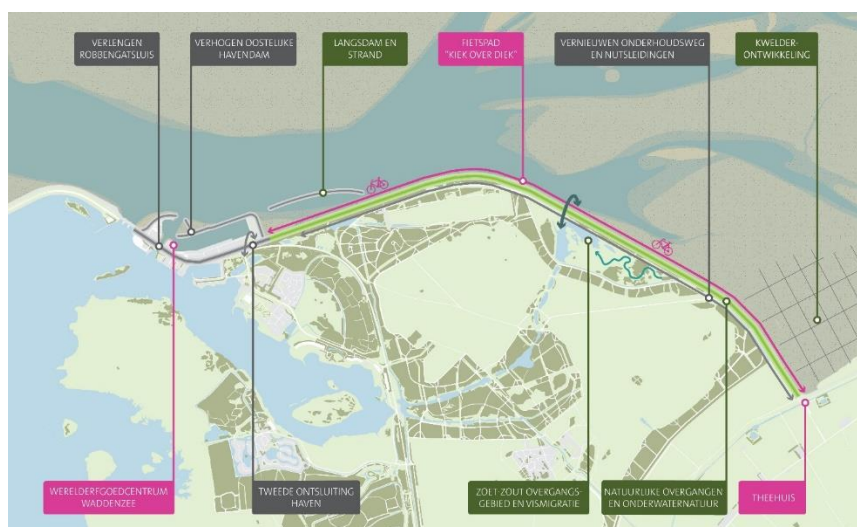 VERLENGEN
ROBBENGATSLUIS
VERHOGEN OOSTELIJKE
HAVENDAM
LANGSDAM EN
STRAND
FIETSPAD
"KIEK OVER DIEK"
VERNIEUWEN ONDERHOUDSWEG
EN NUTSLEIDINGEN
KWELDER-
ONTWIKKELING
WERELDERFGOEDCENTRUM
WADDENZEE
TWEEDE ONTSLUITING
HAVEN
ZOET-ZOUT OVERGANGS-
GEBIED EN VISMIGRATIE
NATUURLIJKE OVERGANGEN
EN ONDERWATERNATUUR
THEEHUIS